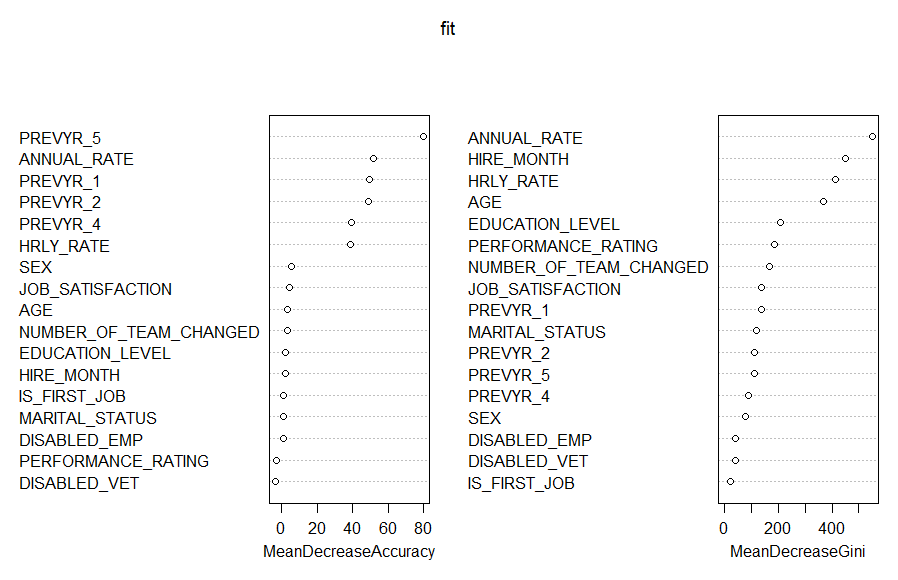 fit
PREVYR_5
ANNUAL_RATE
PREVYR_1
PREVYR_2
PREVYR_4
HRLY_RATE
SEX
JOB_SATISFACTION
AGE
NUMBER_OF_TEAM_CHANGED
EDUCATION_LEVEL
HIRE_MONTH
IS_FIRST_JOB
MARITAL_STATUS
DISABLED_EMP
PERFORMANCE_RATING
DISABLED_VET
0 20 40 60 80
MeanDecreaseAccuracy
ANNUAL_RATE
HIRE_MONTH
HRLY_RATE
AGE
EDUCATION_LEVEL
PERFORMANCE_RATING
NUMBER_OF_TEAM_CHANGED
JOB_SATISFACTION
PREVYR_1
MARITAL_STATUS
PREVYR_2
PREVYR_5
PREVYR_4
SEX
DISABLED_EMP
DISABLED_VET
IS_FIRST_JOB
0 200 400
MeanDecreaseGini